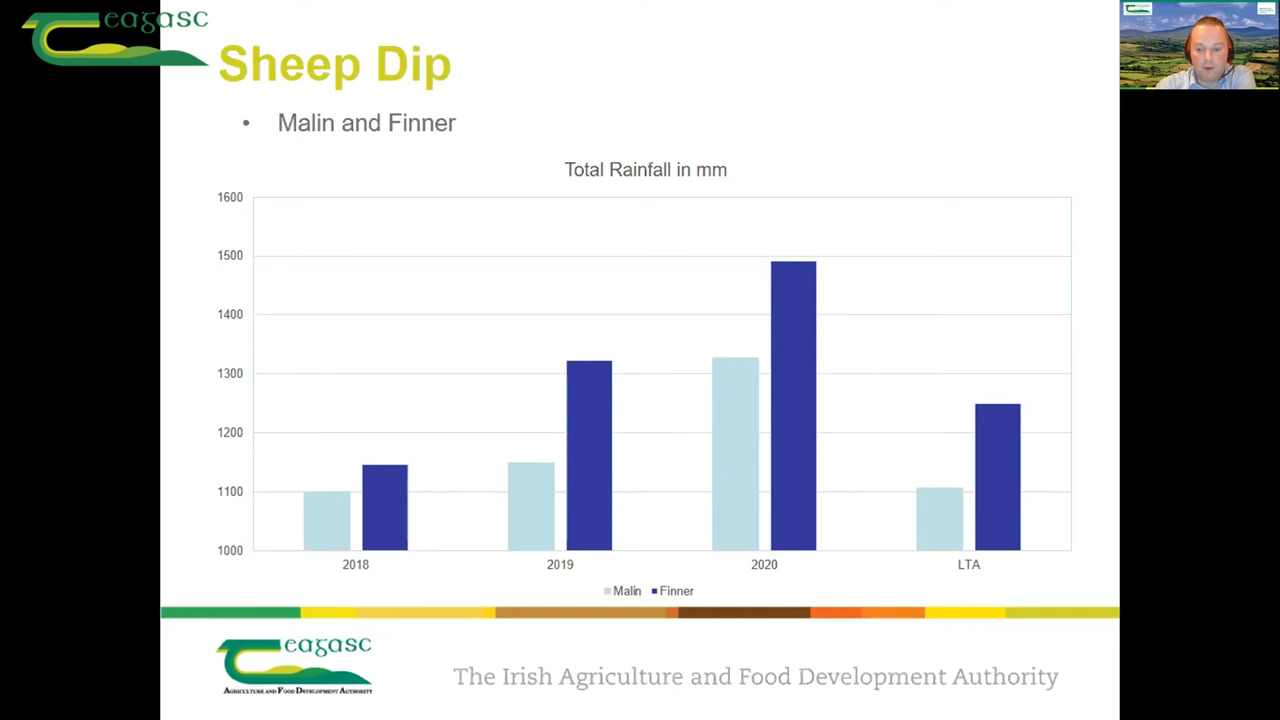 eagasc
Sheep Dip
• Malin and Finner
Total Rainfall in mm
1600
1500
1400
1300
1200
1100
1000
2018 2019 2020 LTA
Malin Finner
eagasc
AGRICULTURE AND FOOD DEVELOPMENT AUTHORITY
The Irish Agriculture and Food Development Authority